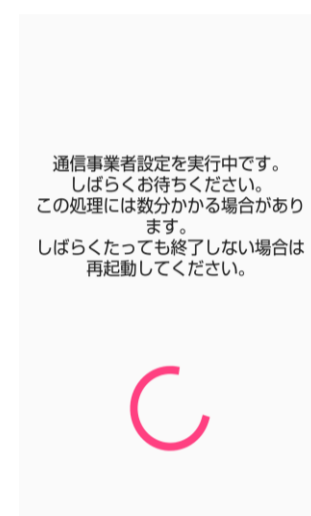 通信事業者設定を実行中です。
しばらくお待ちください。
この処理には数分かかる場合があり
ます。
しばらくたっても終了しない場合は
再起動してください。